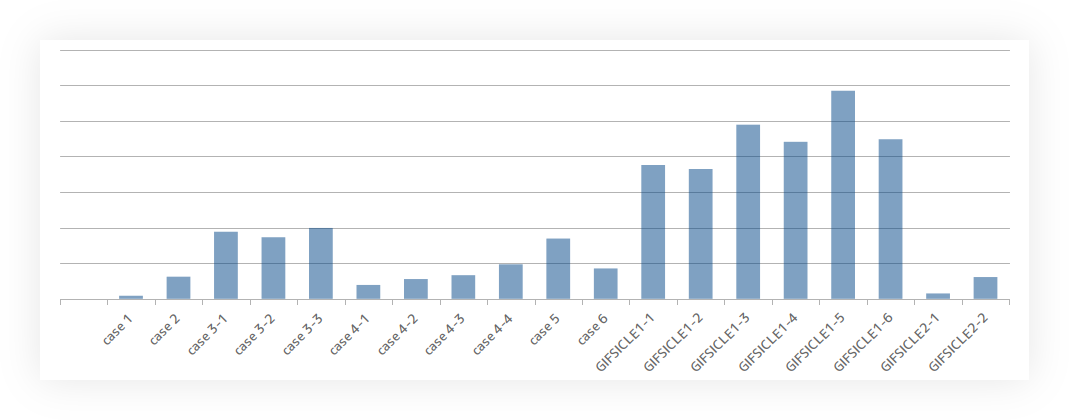 case 1
case 2
case 3-1
case 3-2
case 3-3
case 4-1
case 4-2
case 4-3
case 4-4
case 5
case 6
GIFSICLE1-1
GIFSICLE1-2
GIFSICLE1-3
GIFSICLE1-4
GIFSICLE1-5
GIFSICLE1-6
GIFSICLE2-1
GIFSICLE2-2